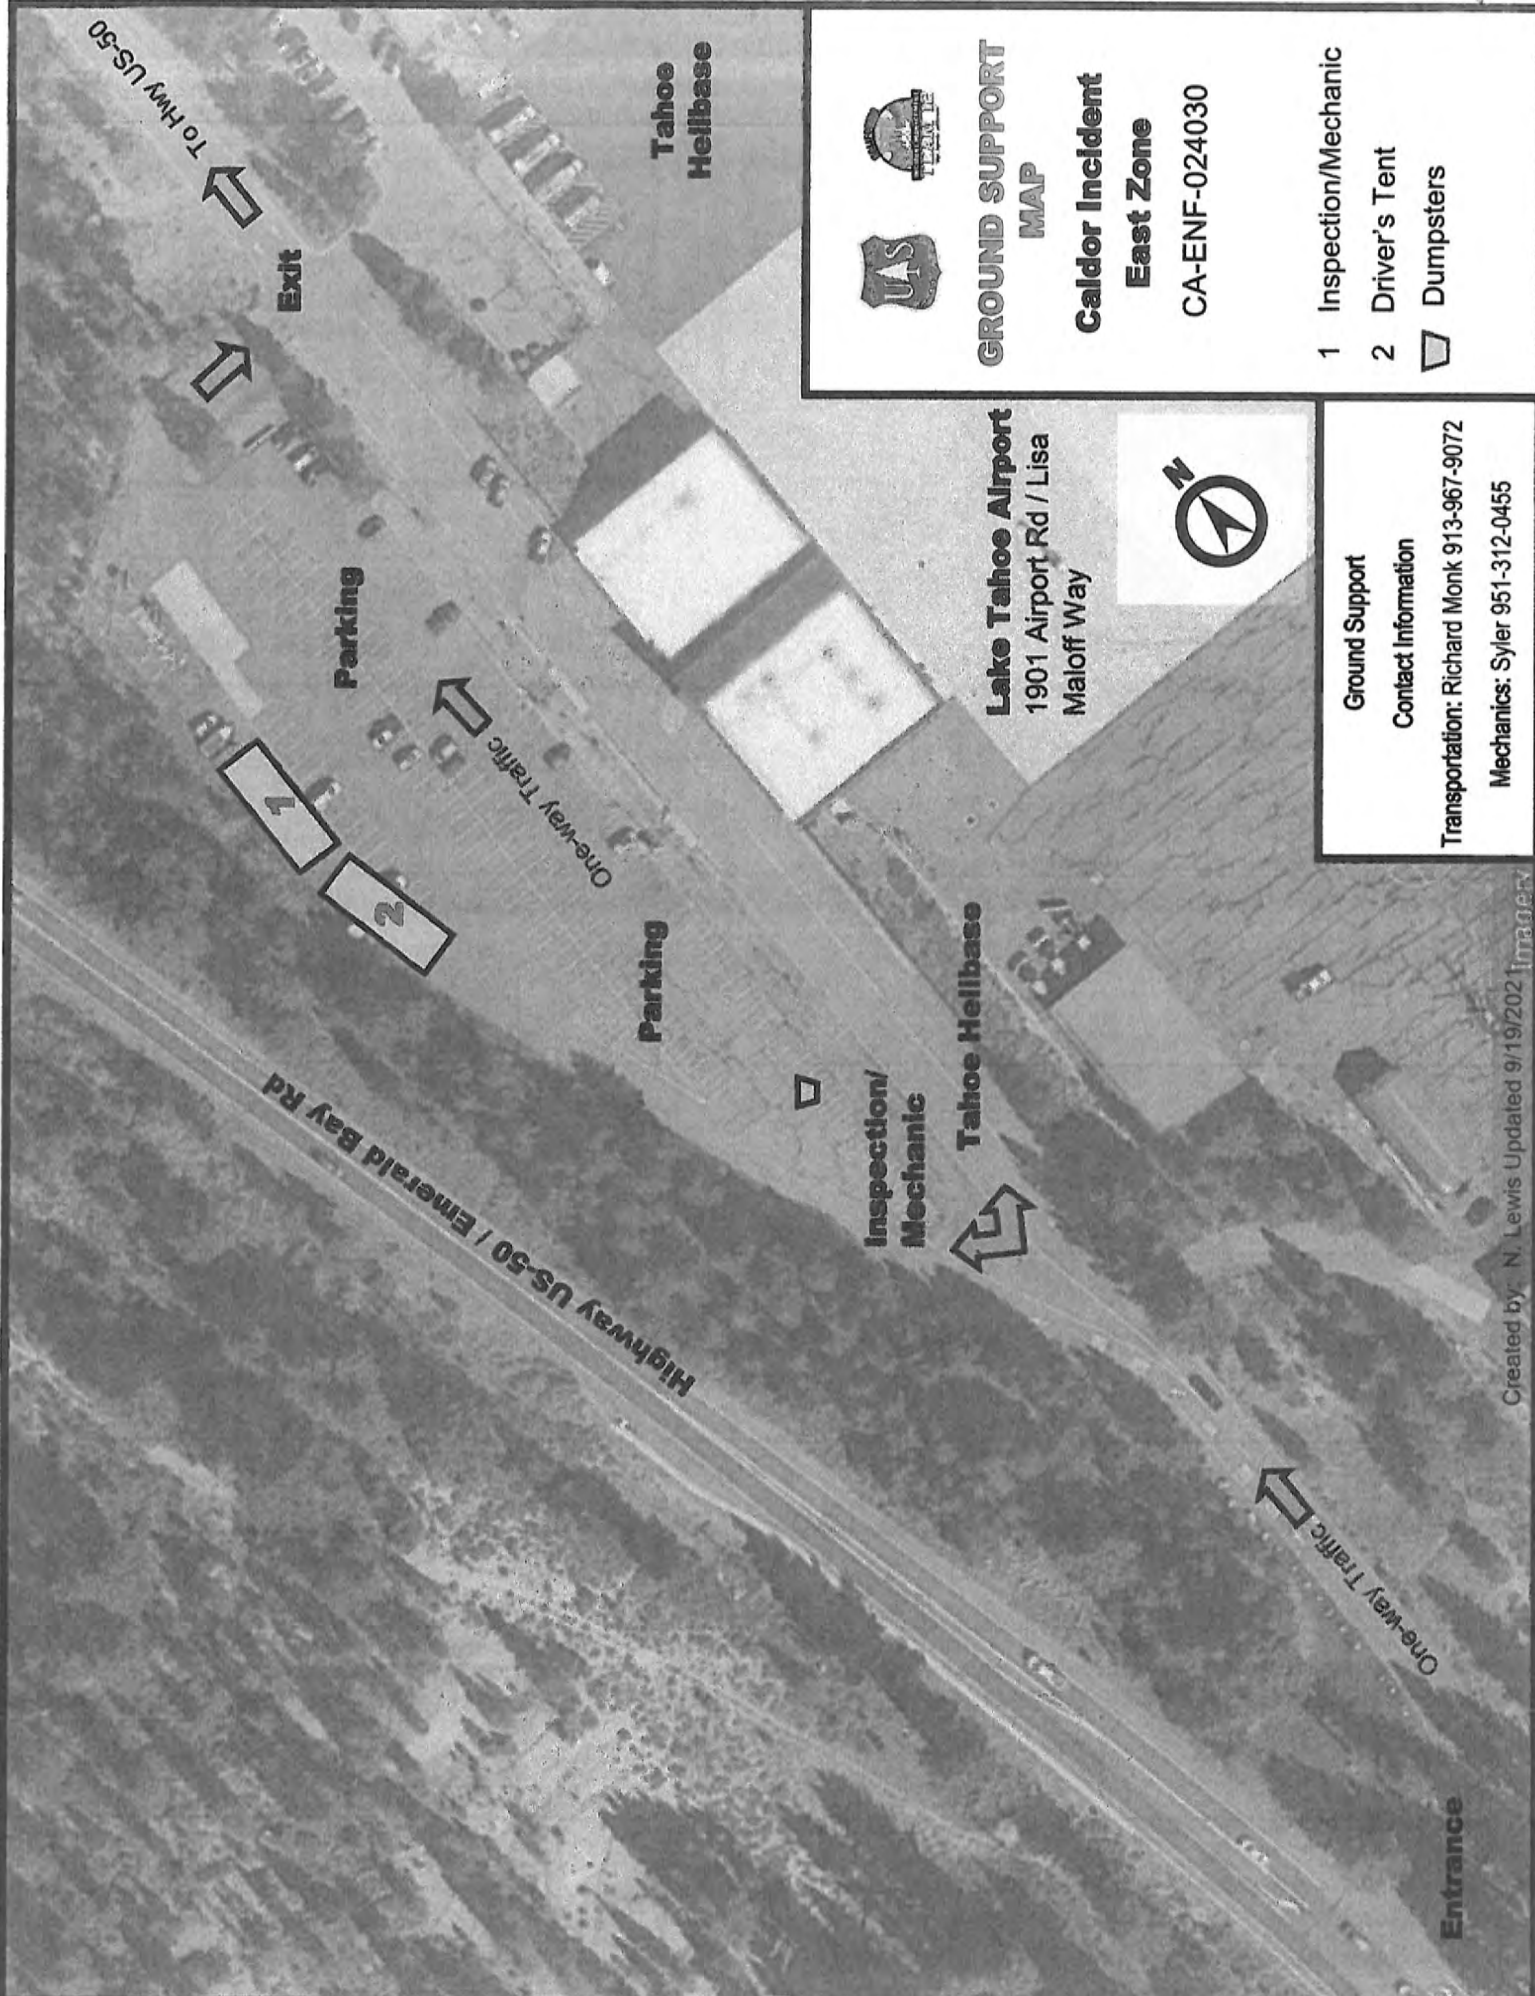 To Hwy US-50
Exit
Tahoe
Helibase
Parking
One-way Traffic
1
2
Parking
Highway US-50 / Emerald Bay Rd
Inspection/
Mechanic
Tahoe Helibase
One-way Traffic
Entrance
Lake Tahoe Airport
1901 Airport Rd / Lisa
Maloff Way
N
UAS
GROUND SUPPORT
MAP
Caldor Incident
East Zone
CA-ENF-024030
1 Inspection/Mechanic
2 Driver's Tent
Dumpsters
Ground Support
Contact Information
Transportation: Richard Monk 913-967-9072
Mechanics: Syler 951-312-0455
Created by: N. Lewis Updated 9/19/2021 Imagery